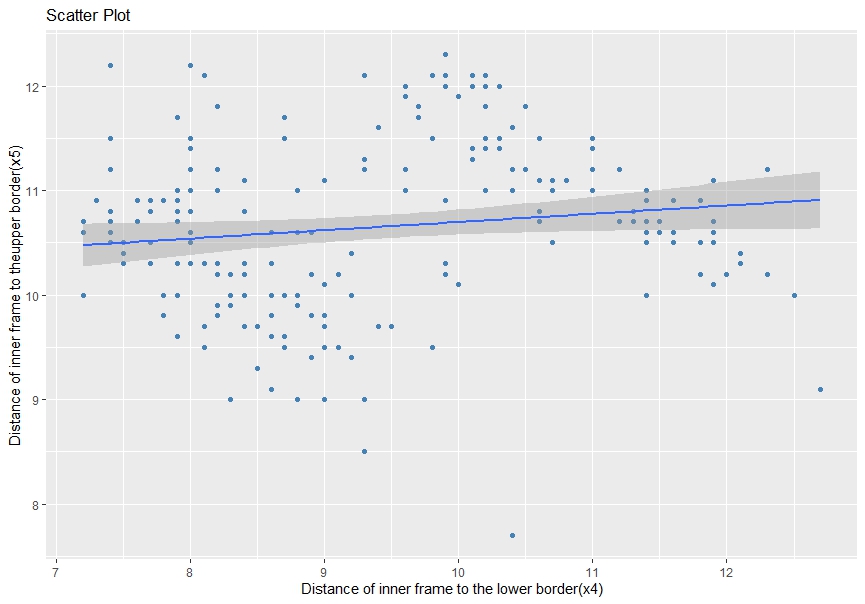 Scatter Plot
Distance of inner frame to theupper border(x5)
12
11
10
9
8
7 8 9 10 11 12
Distance of inner frame to the lower border(x4)